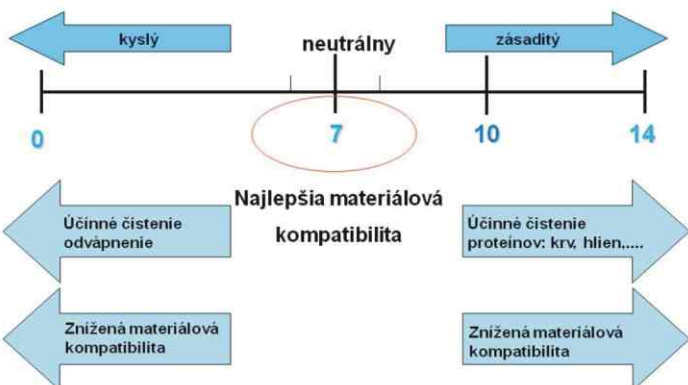 kyslý
neutrálny
zásaditý
0
7
10
14
Najlepšia materiálová
kompatibilita
Účinné čistenie
odvápnenie
Účinné čistenie
proteínov: krv, hlien,....
Znížená materiálová
kompatibilita
Znížená materiálová
kompatibilita